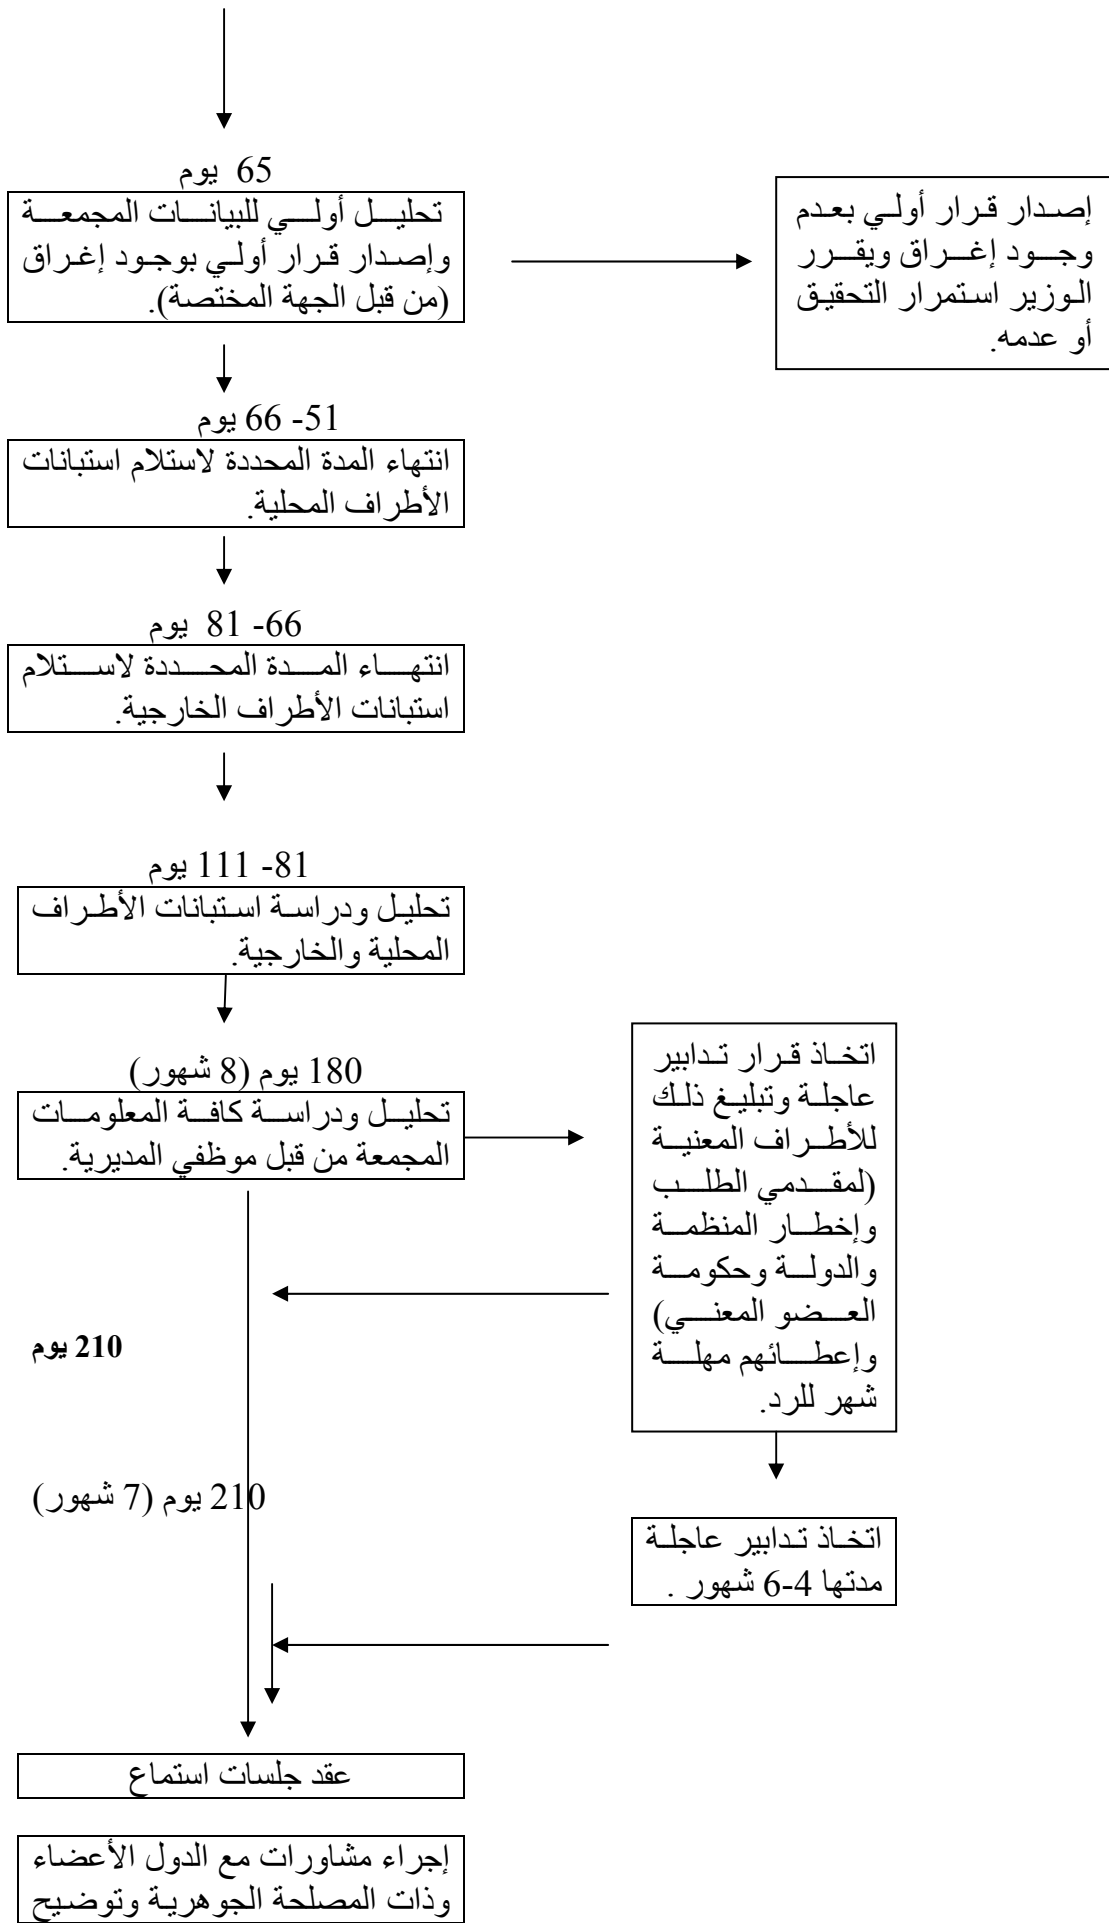 65 يوم
تحليل أولي للبيانات المجمعة
وإصدار قرار أولي بوجود إغراق
(من قبل الجهة المختصة).
إصدار قرار أولي بعدم
وجود إغراق ويقرر
الوزير استمرار التحقيق
أو عدمه.
51- 66 يوم
انتهاء المدة المحددة لاستلام استبانات
الأطراف المحلية.
66- 81 يوم
انتهاء المدة المحددة لاستلام
استبانات الأطراف الخارجية.
81- 111 يوم
تحليل ودراسة استبانات الأطراف
المحلية والخارجية.
180 يوم (8 شهور)
تحليل ودراسة كافة المعلومات
المجمعة من قبل موظفي المديرية.
اتخاذ قرار تدابير
عاجلة وتبليغ ذلك
للأطراف المعنية
(لمقدمي الطلب
وإخطار المنظمة
والدولة وحكومة
العضو المعني)
وإعطائهم مهلة
شهر للرد.
210 يوم
210 يوم (7 شهور)
اتخاذ تدابير عاجلة
مدتها 4-6 شهور .
عقد جلسات استماع
إجراء مشاورات مع الدول الأعضاء
وذات المصلحة الجوهرية وتوضيح